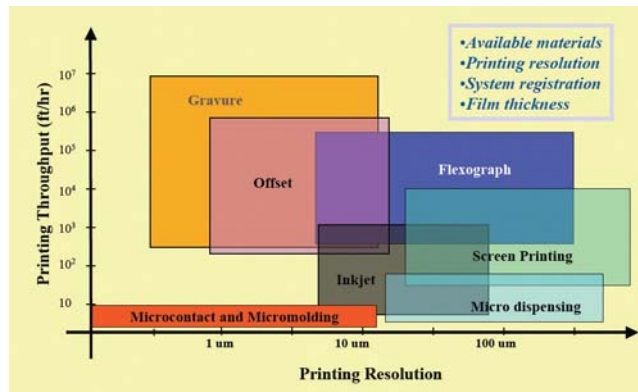 •Available materials
•Printing resolution
•System registration
•Film thickness
Printing Throughput (ft/hr)
10⁷
10⁶
10⁵
10⁴
10³
10²
10
Gravure
Offset
Flexograph
Screen Printing
Inkjet
Micro dispensing
Microcontact and Micromolding
1 um
10 um
100 um
Printing Resolution